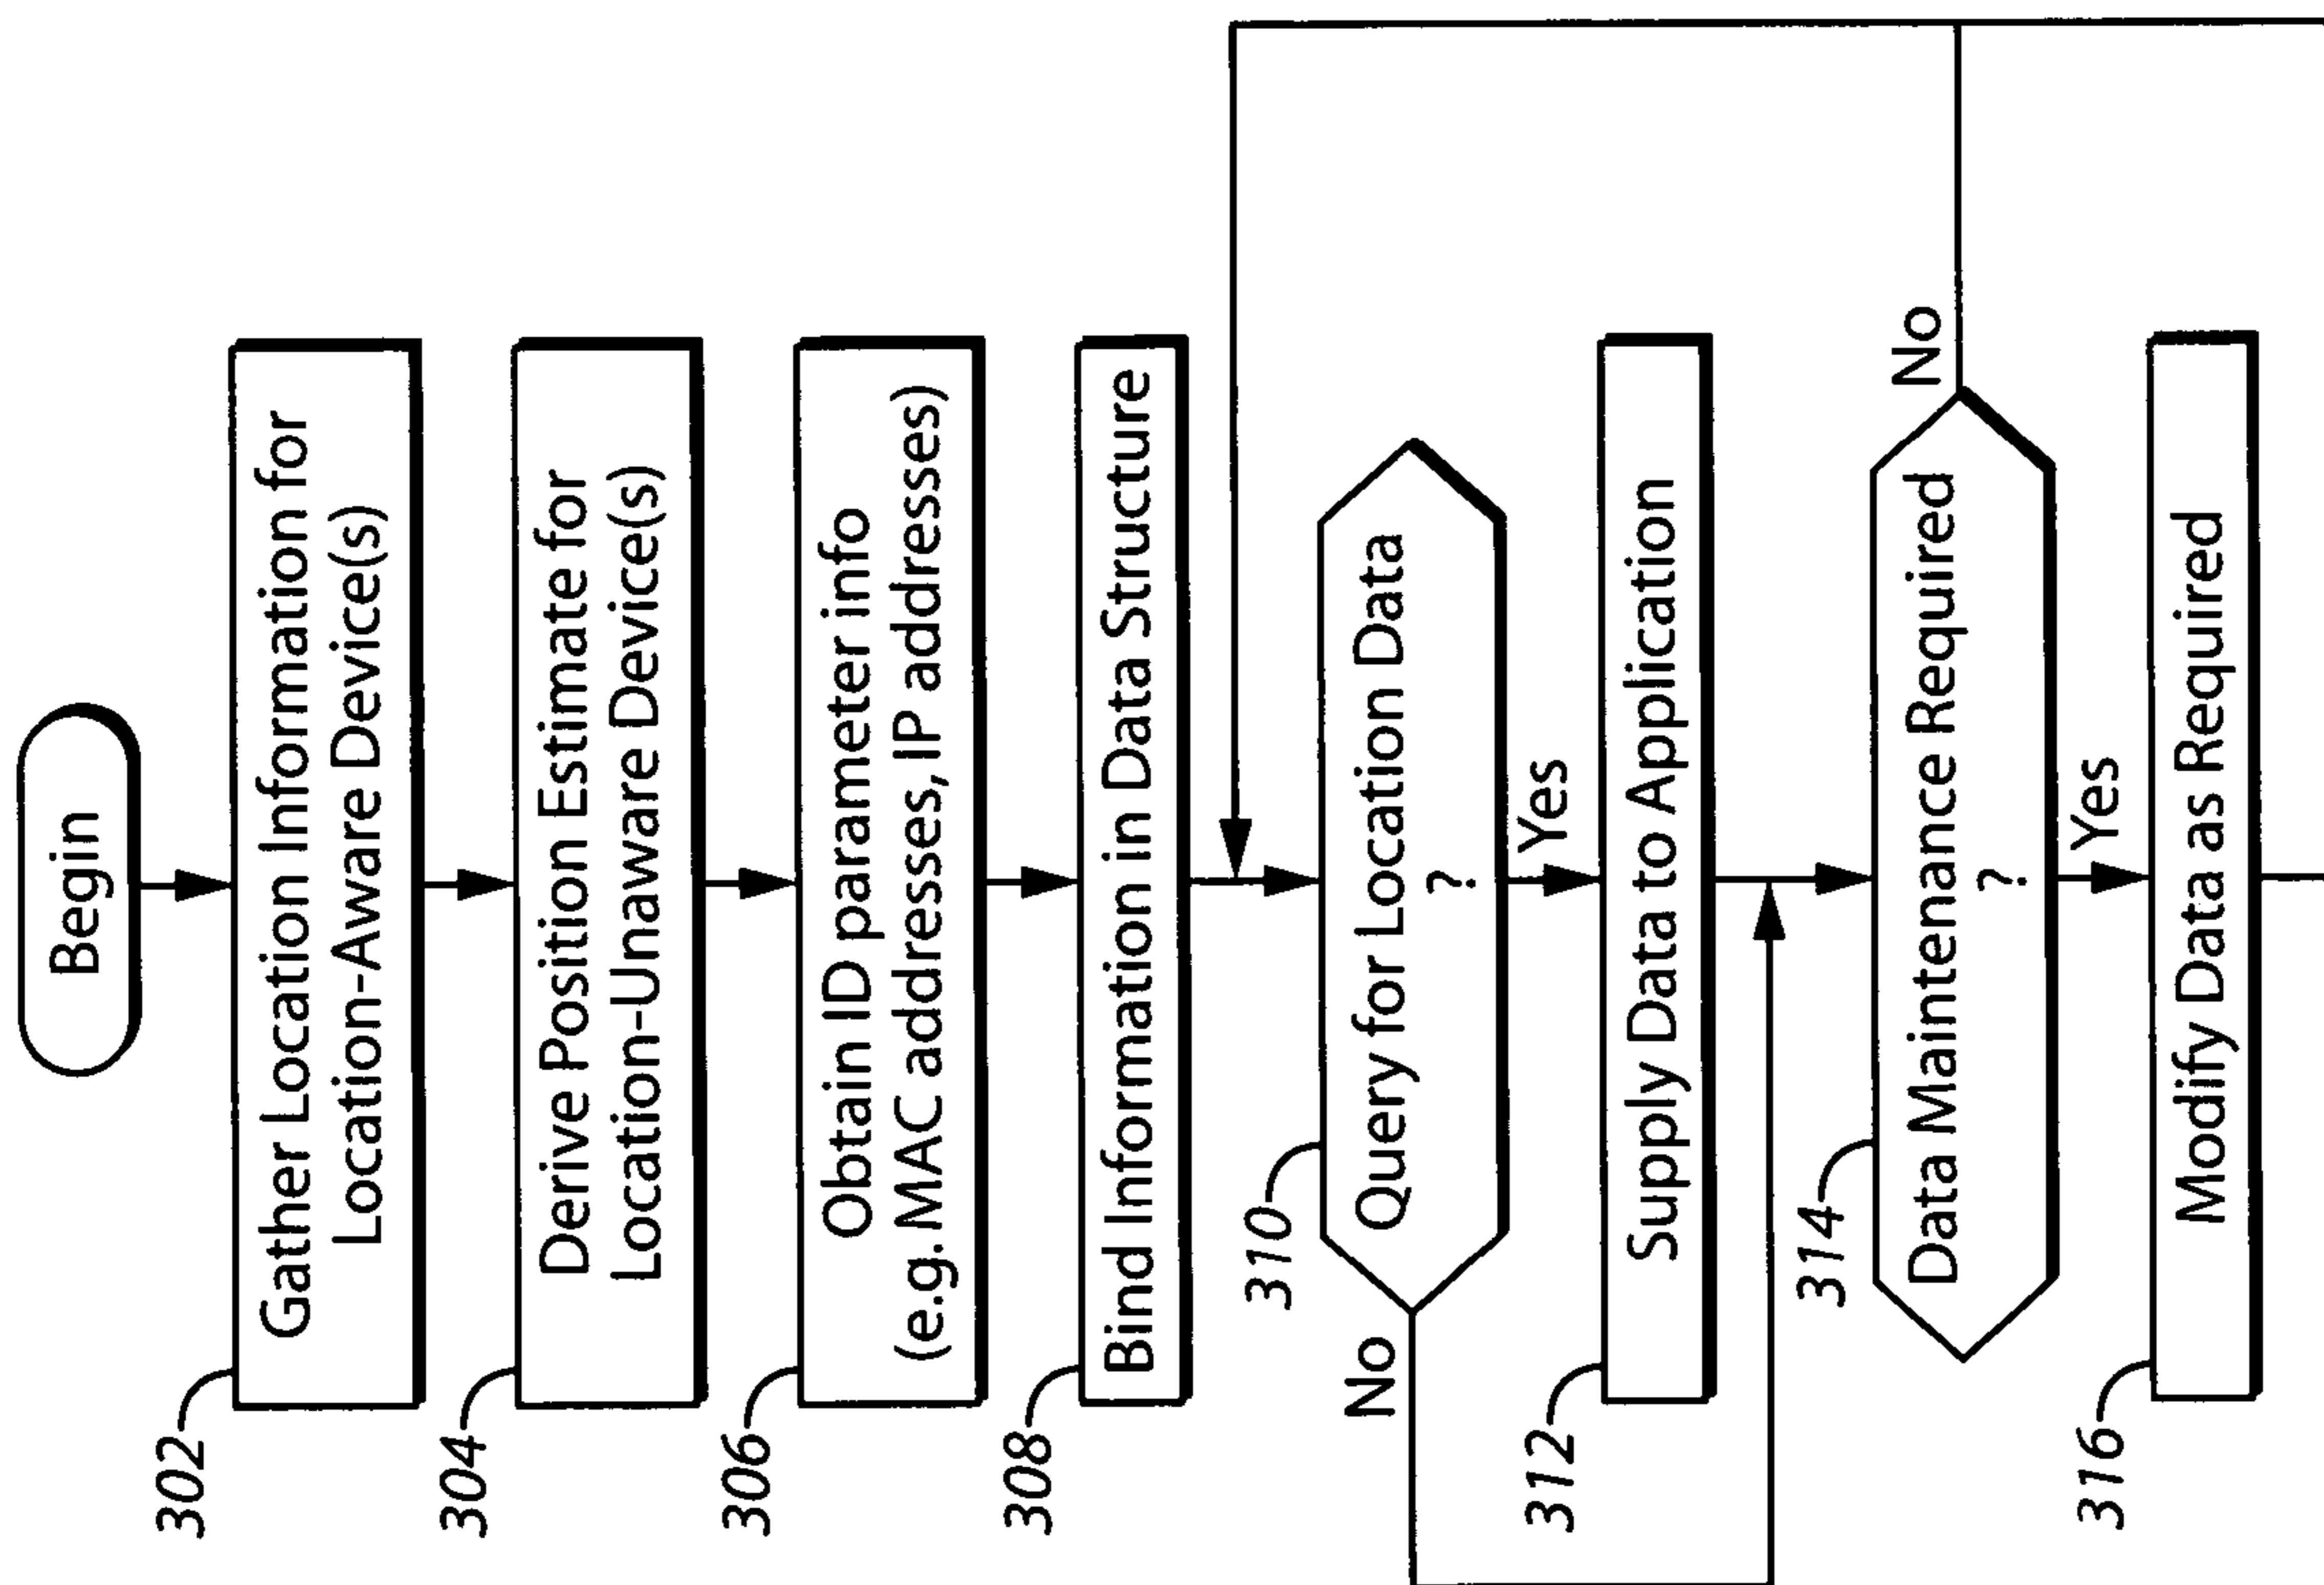 Begin
302
Gather Location Information for
Location-Aware Device(s)
304
Derive Position Estimate for
Location-Unaware Device(s)
306
Obtain ID parameter info
(e.g. MAC addresses, IP addresses)
308
Bind Information in Data Structure
310
Query for Location Data
?
No
Yes
312
Supply Data to Application
314
Data Maintenance Required
?
No
Yes
316
Modify Data as Required